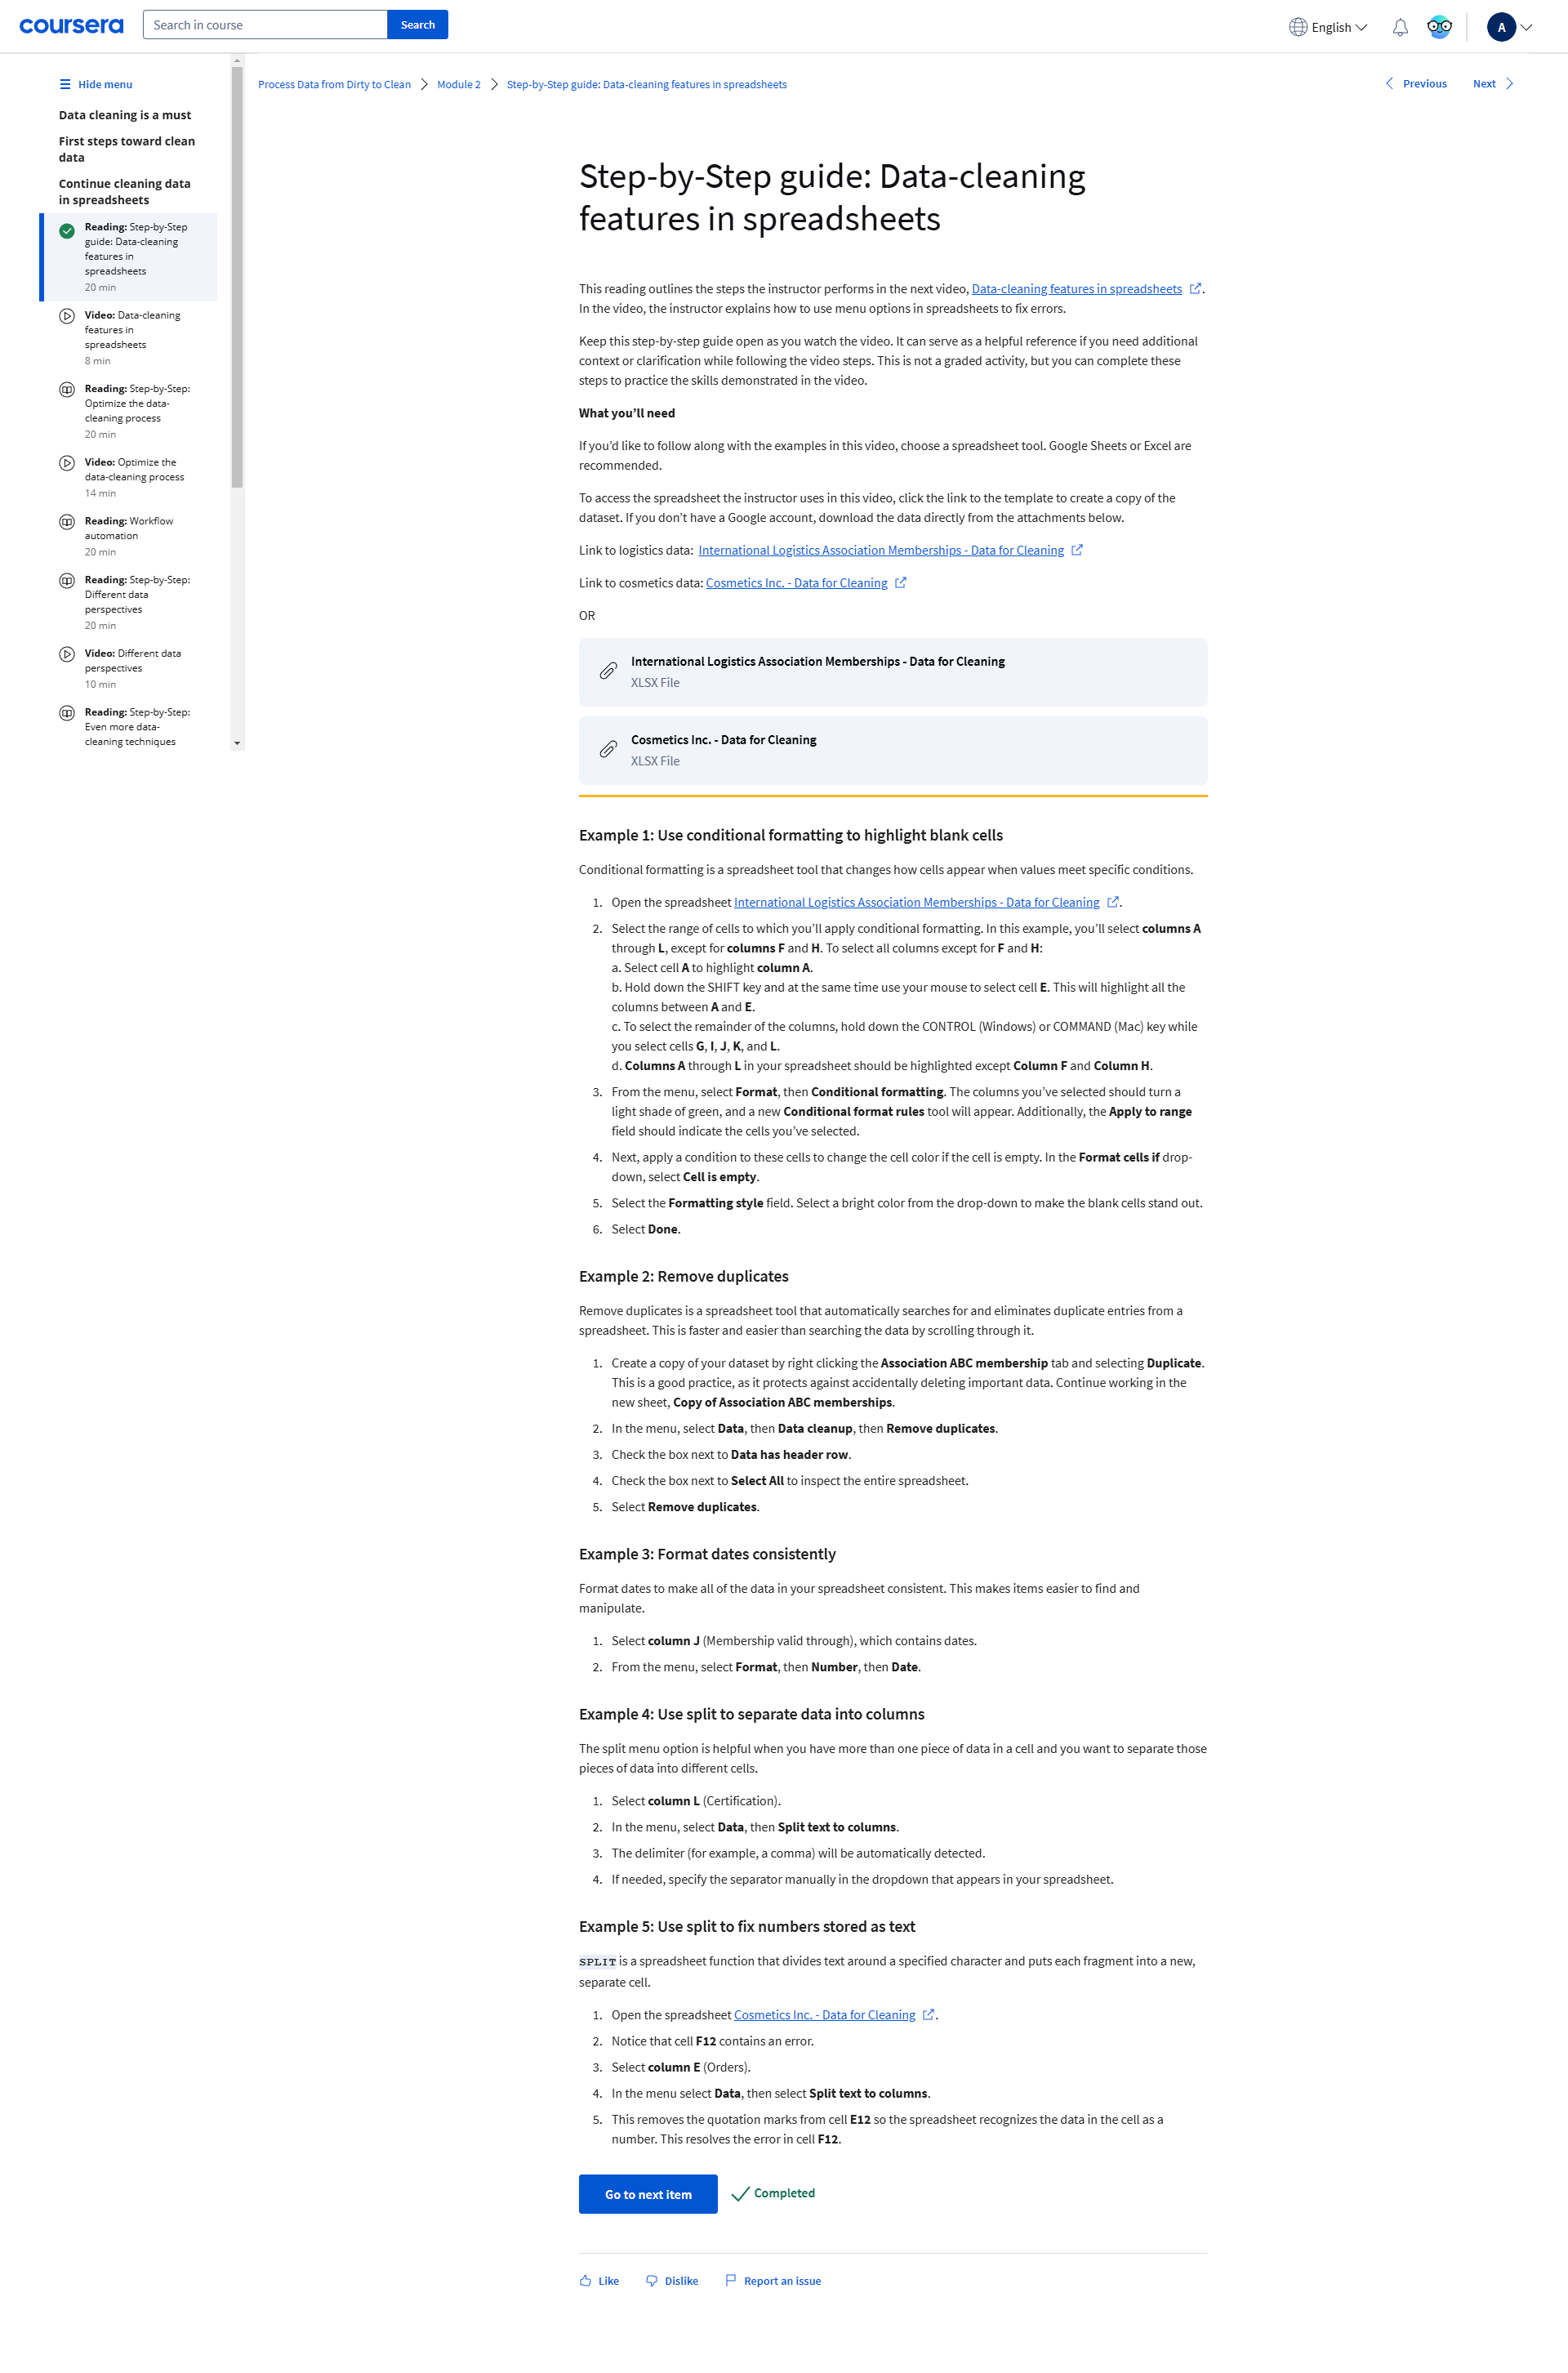 coursera
Search in course
Search
English
A
Hide menu
Data cleaning is a must
First steps toward clean
data
Continue cleaning data
in spreadsheets
Reading: Step-by-Step
guide: Data-cleaning
features in
spreadsheets
20 min
Video: Data-cleaning
features in
spreadsheets
8 min
Reading: Step-by-Step:
Optimize the data-
cleaning process
20 min
Video: Optimize the
data-cleaning process
14 min
Reading: Workflow
automation
20 min
Reading: Step-by-Step:
Different data
perspectives
20 min
Video: Different data
perspectives
10 min
Reading: Step-by-Step:
Even more data-
cleaning techniques
Process Data from Dirty to Clean
Module 2
Step-by-Step guide: Data-cleaning features in spreadsheets
Previous
Next
Step-by-Step guide: Data-cleaning
features in spreadsheets
This reading outlines the steps the instructor performs in the next video, Data-cleaning features in spreadsheets.
In the video, the instructor explains how to use menu options in spreadsheets to fix errors.
Keep this step-by-step guide open as you watch the video. It can serve as a helpful reference if you need additional
context or clarification while following the video steps. This is not a graded activity, but you can complete these
steps to practice the skills demonstrated in the video.
What you’ll need
If you’d like to follow along with the examples in this video, choose a spreadsheet tool. Google Sheets or Excel are
recommended.
To access the spreadsheet the instructor uses in this video, click the link to the template to create a copy of the
dataset. If you don’t have a Google account, download the data directly from the attachments below.
Link to logistics data: International Logistics Association Memberships - Data for Cleaning
Link to cosmetics data: Cosmetics Inc. - Data for Cleaning
OR
International Logistics Association Memberships - Data for Cleaning
XLSX File
Cosmetics Inc. - Data for Cleaning
XLSX File
Example 1: Use conditional formatting to highlight blank cells
Conditional formatting is a spreadsheet tool that changes how cells appear when values meet specific conditions.
1. Open the spreadsheet International Logistics Association Memberships - Data for Cleaning.
2. Select the range of cells to which you’ll apply conditional formatting. In this example, you’ll select columns A
through L, except for columns F and H. To select all columns except for F and H:
a. Select cell A to highlight column A.
b. Hold down the SHIFT key and at the same time use your mouse to select cell E. This will highlight all the
columns between A and E.
c. To select the remainder of the columns, hold down the CONTROL (Windows) or COMMAND (Mac) key while
you select cells G, I, J, K, and L.
d. Columns A through L in your spreadsheet should be highlighted except Column F and Column H.
3. From the menu, select Format, then Conditional formatting. The columns you’ve selected should turn a
light shade of green, and a new Conditional format rules tool will appear. Additionally, the Apply to range
field should indicate the cells you’ve selected.
4. Next, apply a condition to these cells to change the cell color if the cell is empty. In the Format cells if drop-
down, select Cell is empty.
5. Select the Formatting style field. Select a bright color from the drop-down to make the blank cells stand out.
6. Select Done.
Example 2: Remove duplicates
Remove duplicates is a spreadsheet tool that automatically searches for and eliminates duplicate entries from a
spreadsheet. This is faster and easier than searching the data by scrolling through it.
1. Create a copy of your dataset by right clicking the Association ABC membership tab and selecting Duplicate.
This is a good practice, as it protects against accidentally deleting important data. Continue working in the
new sheet, Copy of Association ABC memberships.
2. In the menu, select Data, then Data cleanup, then Remove duplicates.
3. Check the box next to Data has header row.
4. Check the box next to Select All to inspect the entire spreadsheet.
5. Select Remove duplicates.
Example 3: Format dates consistently
Format dates to make all of the data in your spreadsheet consistent. This makes items easier to find and
manipulate.
1. Select column J (Membership valid through), which contains dates.
2. From the menu, select Format, then Number, then Date.
Example 4: Use split to separate data into columns
The split menu option is helpful when you have more than one piece of data in a cell and you want to separate those
pieces of data into different cells.
1. Select column L (Certification).
2. In the menu, select Data, then Split text to columns.
3. The delimiter (for example, a comma) will be automatically detected.
4. If needed, specify the separator manually in the dropdown that appears in your spreadsheet.
Example 5: Use split to fix numbers stored as text
SPLIT is a spreadsheet function that divides text around a specified character and puts each fragment into a new,
separate cell.
1. Open the spreadsheet Cosmetics Inc. - Data for Cleaning.
2. Notice that cell F12 contains an error.
3. Select column E (Orders).
4. In the menu select Data, then select Split text to columns.
5. This removes the quotation marks from cell E12 so the spreadsheet recognizes the data in the cell as a
number. This resolves the error in cell F12.
Go to next item
Completed
Like
Dislike
Report an issue